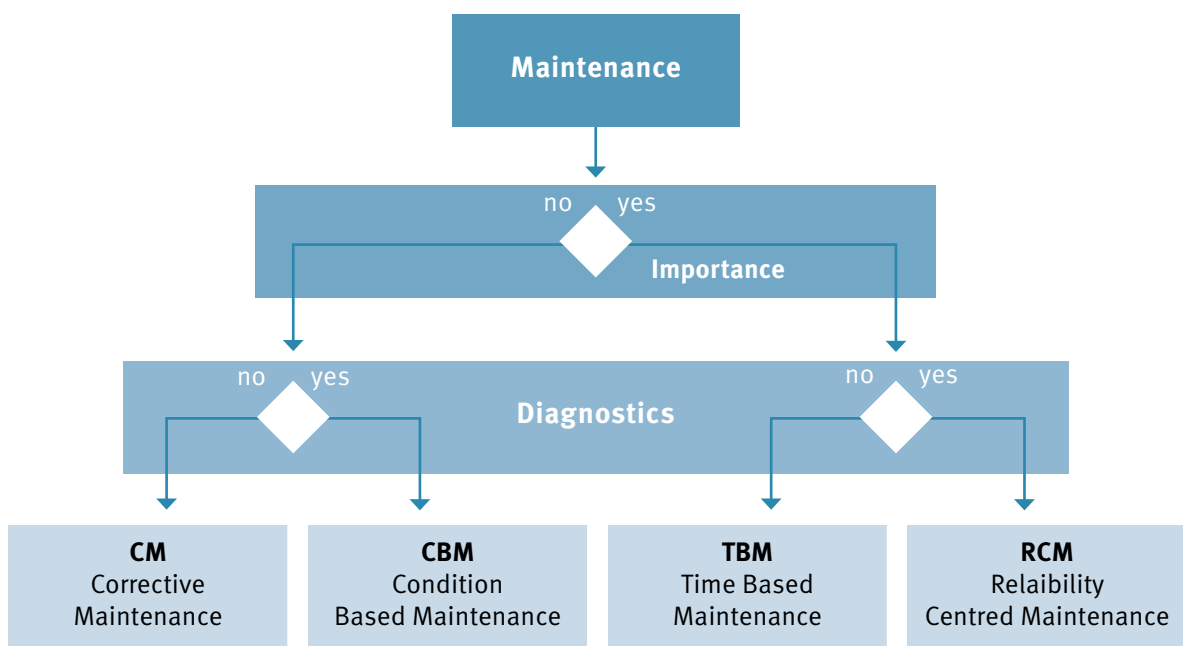 Maintenance
no yes
Importance
no yes
no yes
Diagnostics
CM
Corrective
Maintenance
CBM
Condition
Based Maintenance
TBM
Time Based
Maintenance
RCM
Relaibility
Centred Maintenance